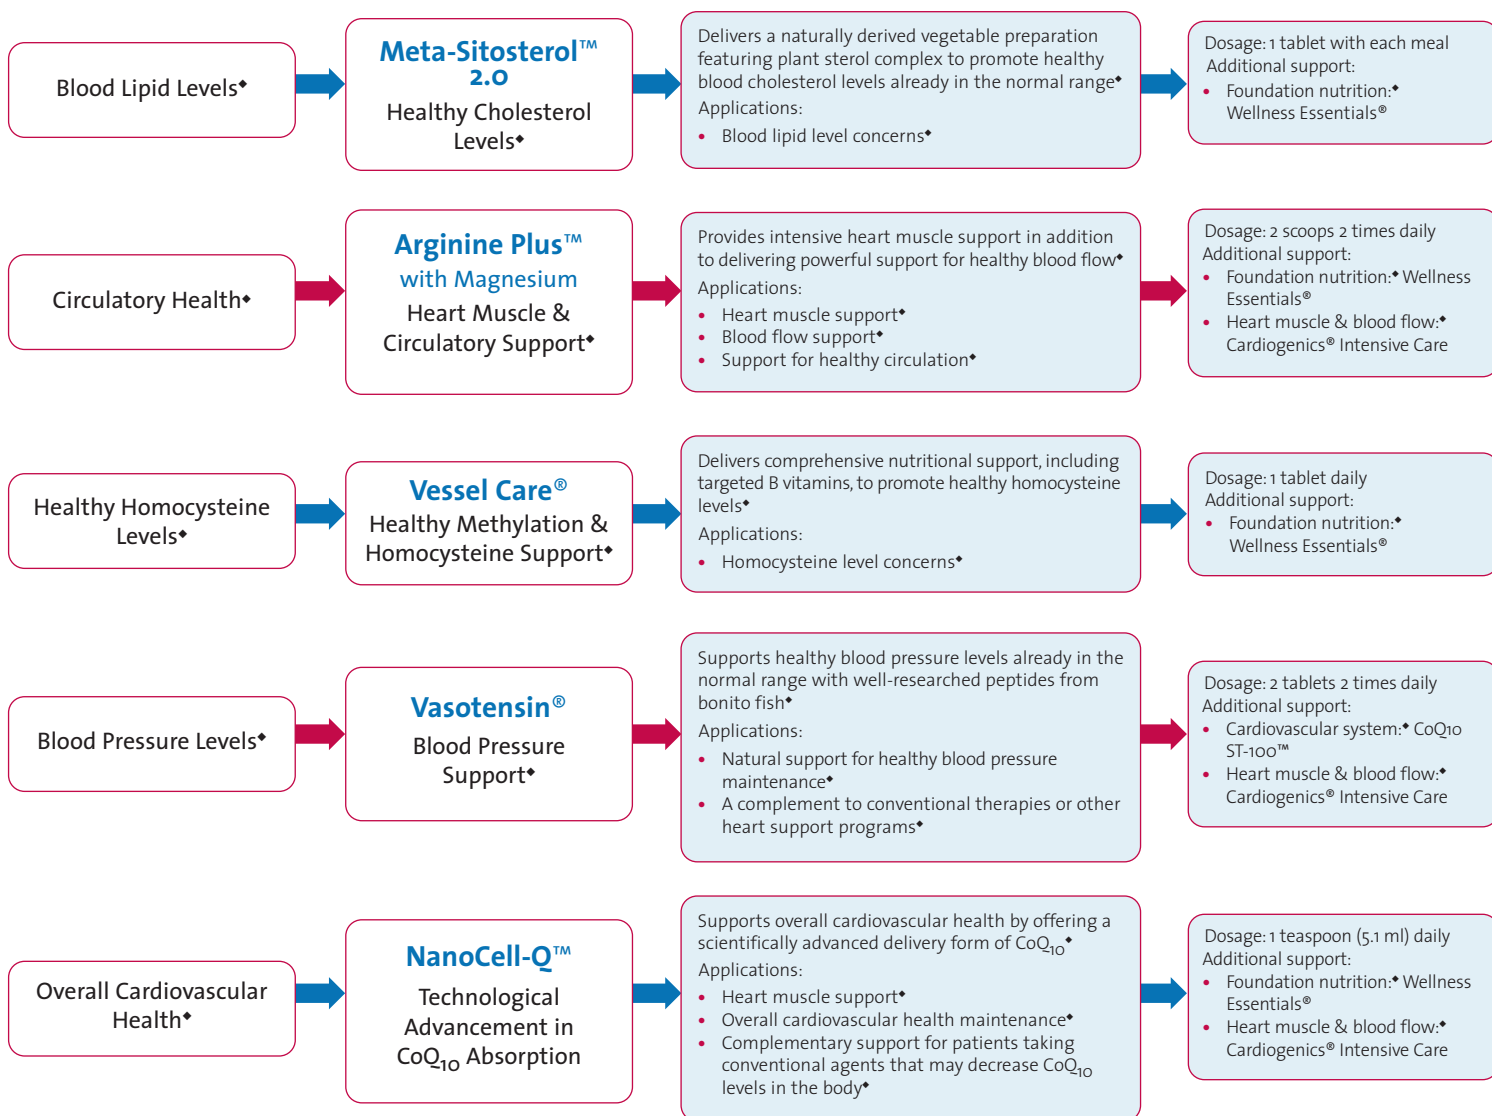 Blood Lipid Levels◆
Meta-Sitosterol™
2.0
Healthy Cholesterol
Levels◆
Delivers a naturally derived vegetable preparation
featuring plant sterol complex to promote healthy
blood cholesterol levels already in the normal range◆
Applications:
• Blood lipid level concerns◆
Dosage: 1 tablet with each meal
Additional support:
• Foundation nutrition:◆
Wellness Essentials®
Circulatory Health◆
Arginine Plus™
with Magnesium
Heart Muscle &
Circulatory Support◆
Provides intensive heart muscle support in addition
to delivering powerful support for healthy blood flow◆
Applications:
• Heart muscle support◆
• Blood flow support◆
• Support for healthy circulation◆
Dosage: 2 scoops 2 times daily
Additional support:
• Foundation nutrition:◆ Wellness
Essentials®
• Heart muscle & blood flow:◆
Cardiogenics® Intensive Care
Healthy Homocysteine
Levels◆
Vessel Care®
Healthy Methylation &
Homocysteine Support◆
Delivers comprehensive nutritional support, including
targeted B vitamins, to promote healthy homocysteine
levels◆
Applications:
• Homocysteine level concerns◆
Dosage: 1 tablet daily
Additional support:
• Foundation nutrition:◆
Wellness Essentials®
Blood Pressure Levels◆
Vasotensin®
Blood Pressure
Support◆
Supports healthy blood pressure levels already in the
normal range with well-researched peptides from
bonito fish◆
Applications:
• Natural support for healthy blood pressure
maintenance◆
• A complement to conventional therapies or other
heart support programs◆
Dosage: 2 tablets 2 times daily
Additional support:
• Cardiovascular system:◆ CoQ10
ST-100™
• Heart muscle & blood flow:◆
Cardiogenics® Intensive Care
Overall Cardiovascular
Health◆
NanoCell-Q™
Technological
Advancement in
CoQ₁₀ Absorption
Supports overall cardiovascular health by offering a
scientifically advanced delivery form of CoQ₁₀◆
Applications:
• Heart muscle support◆
• Overall cardiovascular health maintenance◆
• Complementary support for patients taking
conventional agents that may decrease CoQ₁₀
levels in the body◆
Dosage: 1 teaspoon (5.1 ml) daily
Additional support:
• Foundation nutrition:◆ Wellness
Essentials®
• Heart muscle & blood flow:◆
Cardiogenics® Intensive Care